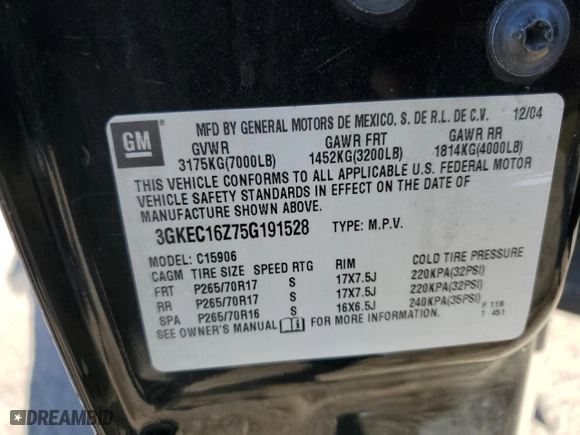 GM
®
MFD BY GENERAL MOTORS DE MEXICO, S. DE R.L. DE C.V. 12/04
GVWR GAWR FRT GAWR RR
3175KG(7000LB) 1452KG(3200LB) 1814KG(4000LB)
THIS VEHICLE CONFORMS TO ALL APPLICABLE U.S. FEDERAL MOTOR
VEHICLE SAFETY STANDARDS IN EFFECT ON THE DATE OF
MANUFACTURE SHOWN ABOVE.
3GKEC16Z75G191528 TYPE: M.P.V.
MODEL: C15906
CAGM TIRE SIZE SPEED RTG RIM COLD TIRE PRESSURE
FRT P265/70R17 S 17X7.5J 220KPA(32PSI)
RR P265/70R17 S 17X7.5J 220KPA(32PSI)
SPA P265/70R16 S 16X6.5J 240KPA(35PSI)
SEE OWNER'S MANUAL FOR MORE INFORMATION.
F 118
T 451
DREAMBID